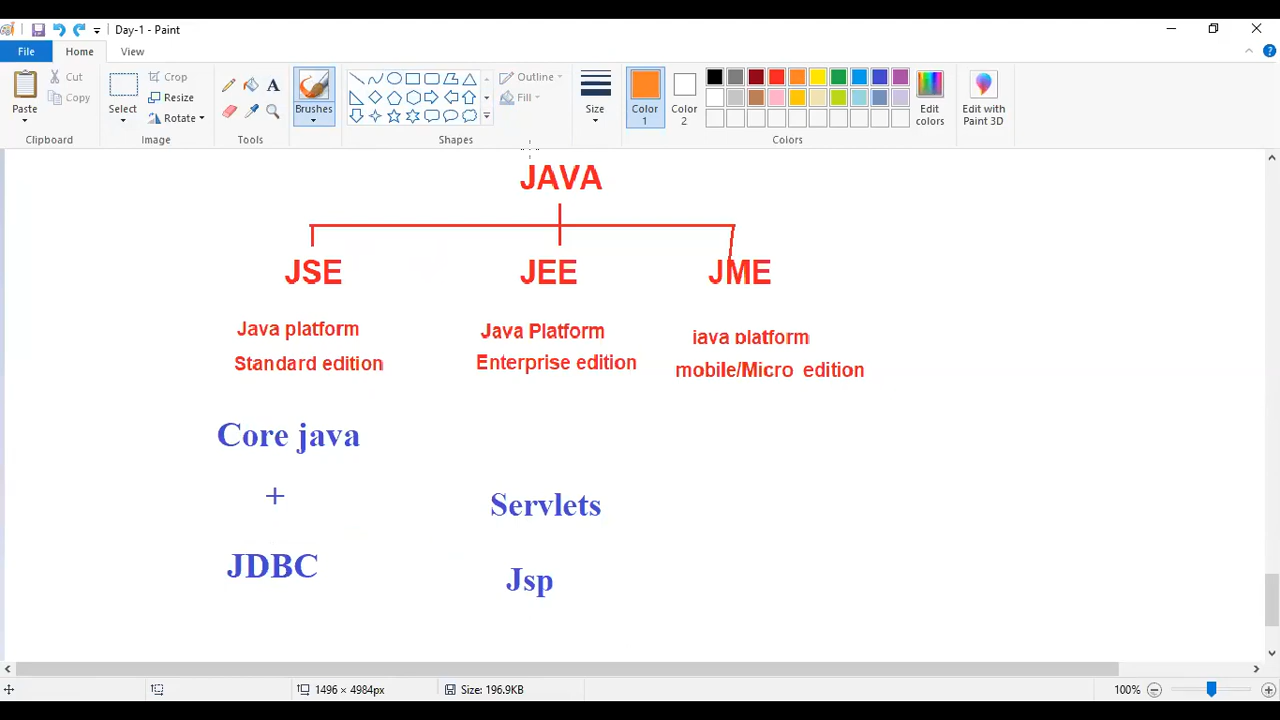 Day-1 - Paint
File Home View
Paste
Cut
Copy
Clipboard
Select
Crop
Resize
Rotate
Image
A
Tools
Brushes
Outline
Fill
Shapes
Size
Color 1
Color 2
Edit colors
Colors
Edit with Paint 3D
JAVA
JSE JEE JME
Java platform
Standard edition
Java Platform
Enterprise edition
iava platform
mobile/Micro edition
Core java
+
JDBC
Servlets
Jsp
1496 × 4984px
Size: 196.9KB
100%